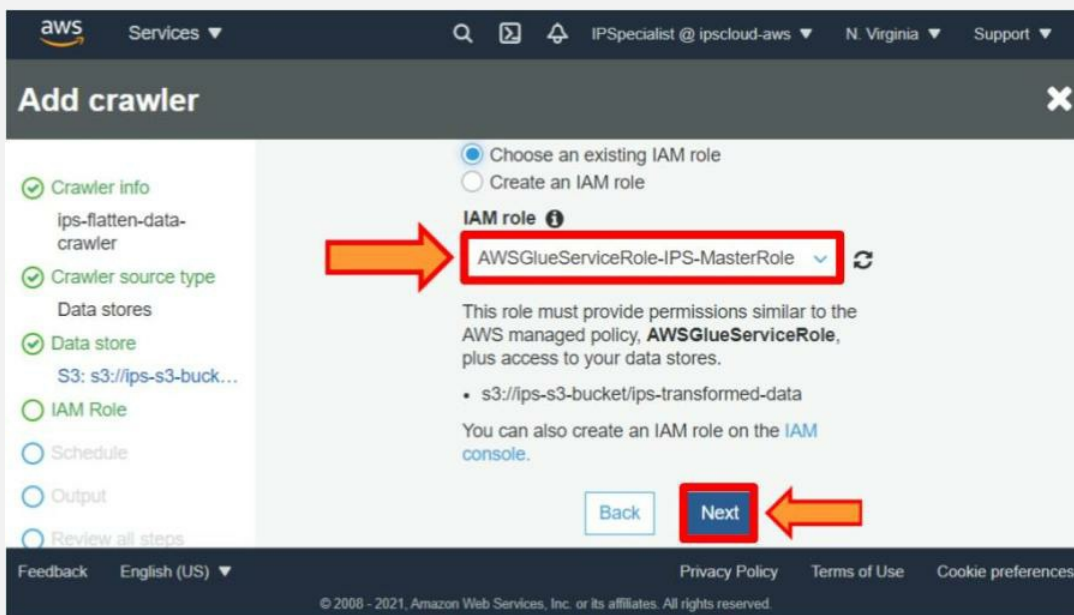 aws Services ▼ IPSpecialist @ ipscloud-aws ▼ N. Virginia ▼ Support ▼
Add crawler
Crawler info
ips-flatten-data-
crawler
Crawler source type
Data stores
Data store
S3: s3://ips-s3-buck...
IAM Role
Schedule
Output
Review all steps
Choose an existing IAM role
Create an IAM role
IAM role
AWSGlueServiceRole-IPS-MasterRole
This role must provide permissions similar to the
AWS managed policy, AWSGlueServiceRole,
plus access to your data stores.
• s3://ips-s3-bucket/ips-transformed-data
You can also create an IAM role on the IAM
console.
Back Next
Feedback English (US) ▼ Privacy Policy Terms of Use Cookie preferences
© 2008 - 2021, Amazon Web Services, Inc. or its affiliates. All rights reserved.